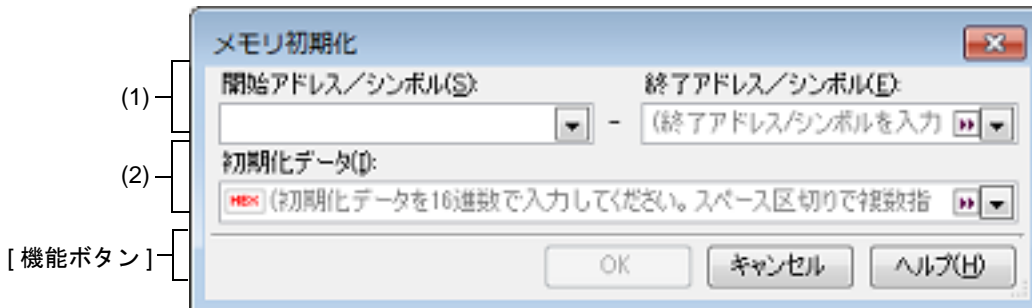 メモリ初期化
(1)
開始アドレス／シンボル(S): 終了アドレス／シンボル(E):
- (終了アドレス/シンボルを入力
(2)
初期化データ(I):
HEX (初期化データを16進数で入力してください。スペース区切りで複数指
[ 機能ボタン ]
OK キャンセル ヘルプ(H)